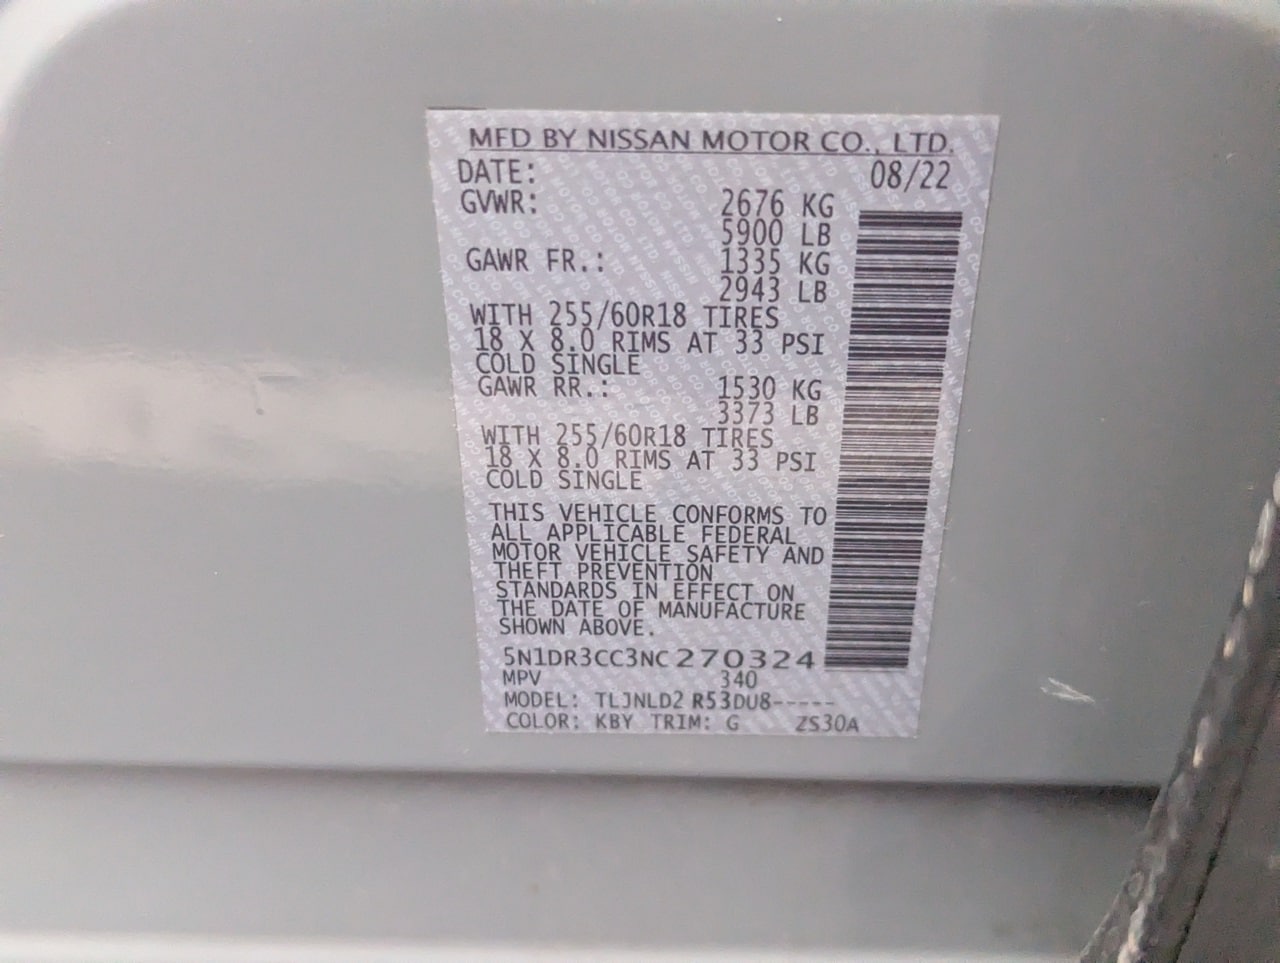 MFD BY NISSAN MOTOR CO., LTD.
DATE: 08/22
GVWR: 2676 KG
5900 LB
GAWR FR.: 1335 KG
2943 LB
WITH 255/60R18 TIRES
18 X 8.0 RIMS AT 33 PSI
COLD SINGLE
GAWR RR.: 1530 KG
3373 LB
WITH 255/60R18 TIRES
18 X 8.0 RIMS AT 33 PSI
COLD SINGLE
THIS VEHICLE CONFORMS TO
ALL APPLICABLE FEDERAL
MOTOR VEHICLE SAFETY AND
THEFT PREVENTION
STANDARDS IN EFFECT ON
THE DATE OF MANUFACTURE
SHOWN ABOVE.
5N1DR3CC3NC270324
MPV 340
MODEL: TLJNLD2 R53DU8-----
COLOR: KBY TRIM: G ZS30A